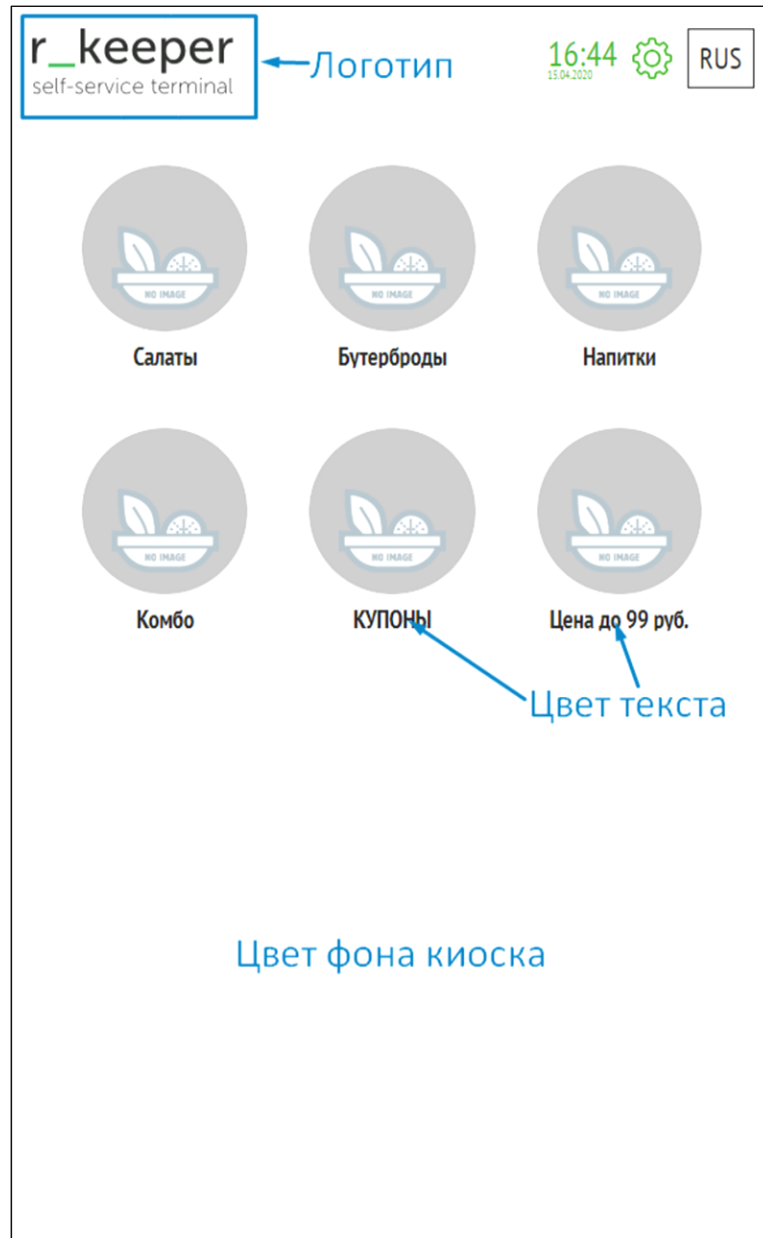 r_keeper
self-service terminal
Логотип
16:44
15.04.2020
RUS
NO IMAGE
NO IMAGE
NO IMAGE
Салаты
Бутерброды
Напитки
NO IMAGE
NO IMAGE
NO IMAGE
Комбо
КУПОНЫ
Цена до 99 руб.
Цвет текста
Цвет фона киоска